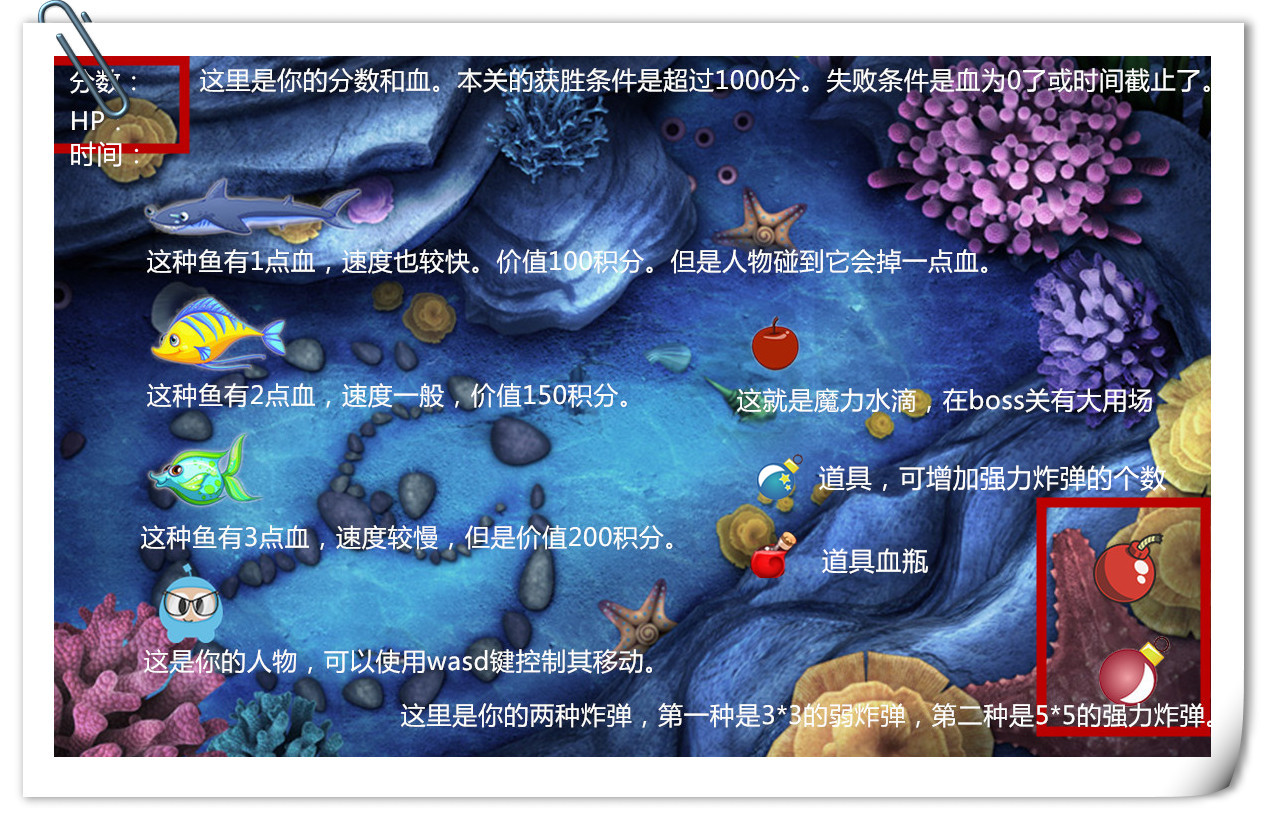 分数：
这里是你的分数和血。本关的获胜条件是超过1000分。失败条件是血为0了或时间截止了。
HP：
时间：
这种鱼有1点血，速度也较快。价值100积分。但是人物碰到它会掉一点血。
这种鱼有2点血，速度一般，价值150积分。
这就是魔力水滴，在boss关有大用场
道具，可增加强力炸弹的个数
这种鱼有3点血，速度较慢，但是价值200积分。
道具血瓶
这是你的人物，可以使用wasd键控制其移动。
这里是你的两种炸弹，第一种是3*3的弱炸弹，第二种是5*5的强力炸弹。